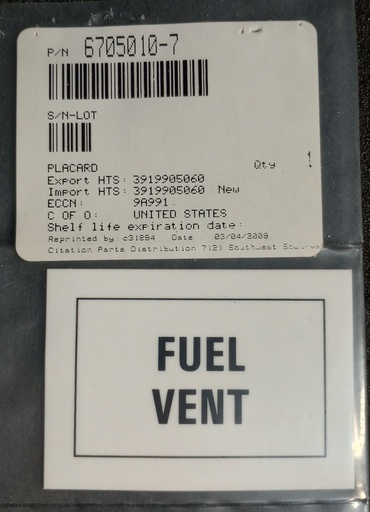 P/N 6705010-7
S/N-LOT
PLACARD Qty 1
Export HTS: 3919905060
Import HTS: 3919905060 New
ECCN: 9A991
C OF O: UNITED STATES
Shelf life expiration date:
Reprinted by: c31894 Date : 03/04/2009
Citation Parts Distribution 7121 Southwest
FUEL
VENT